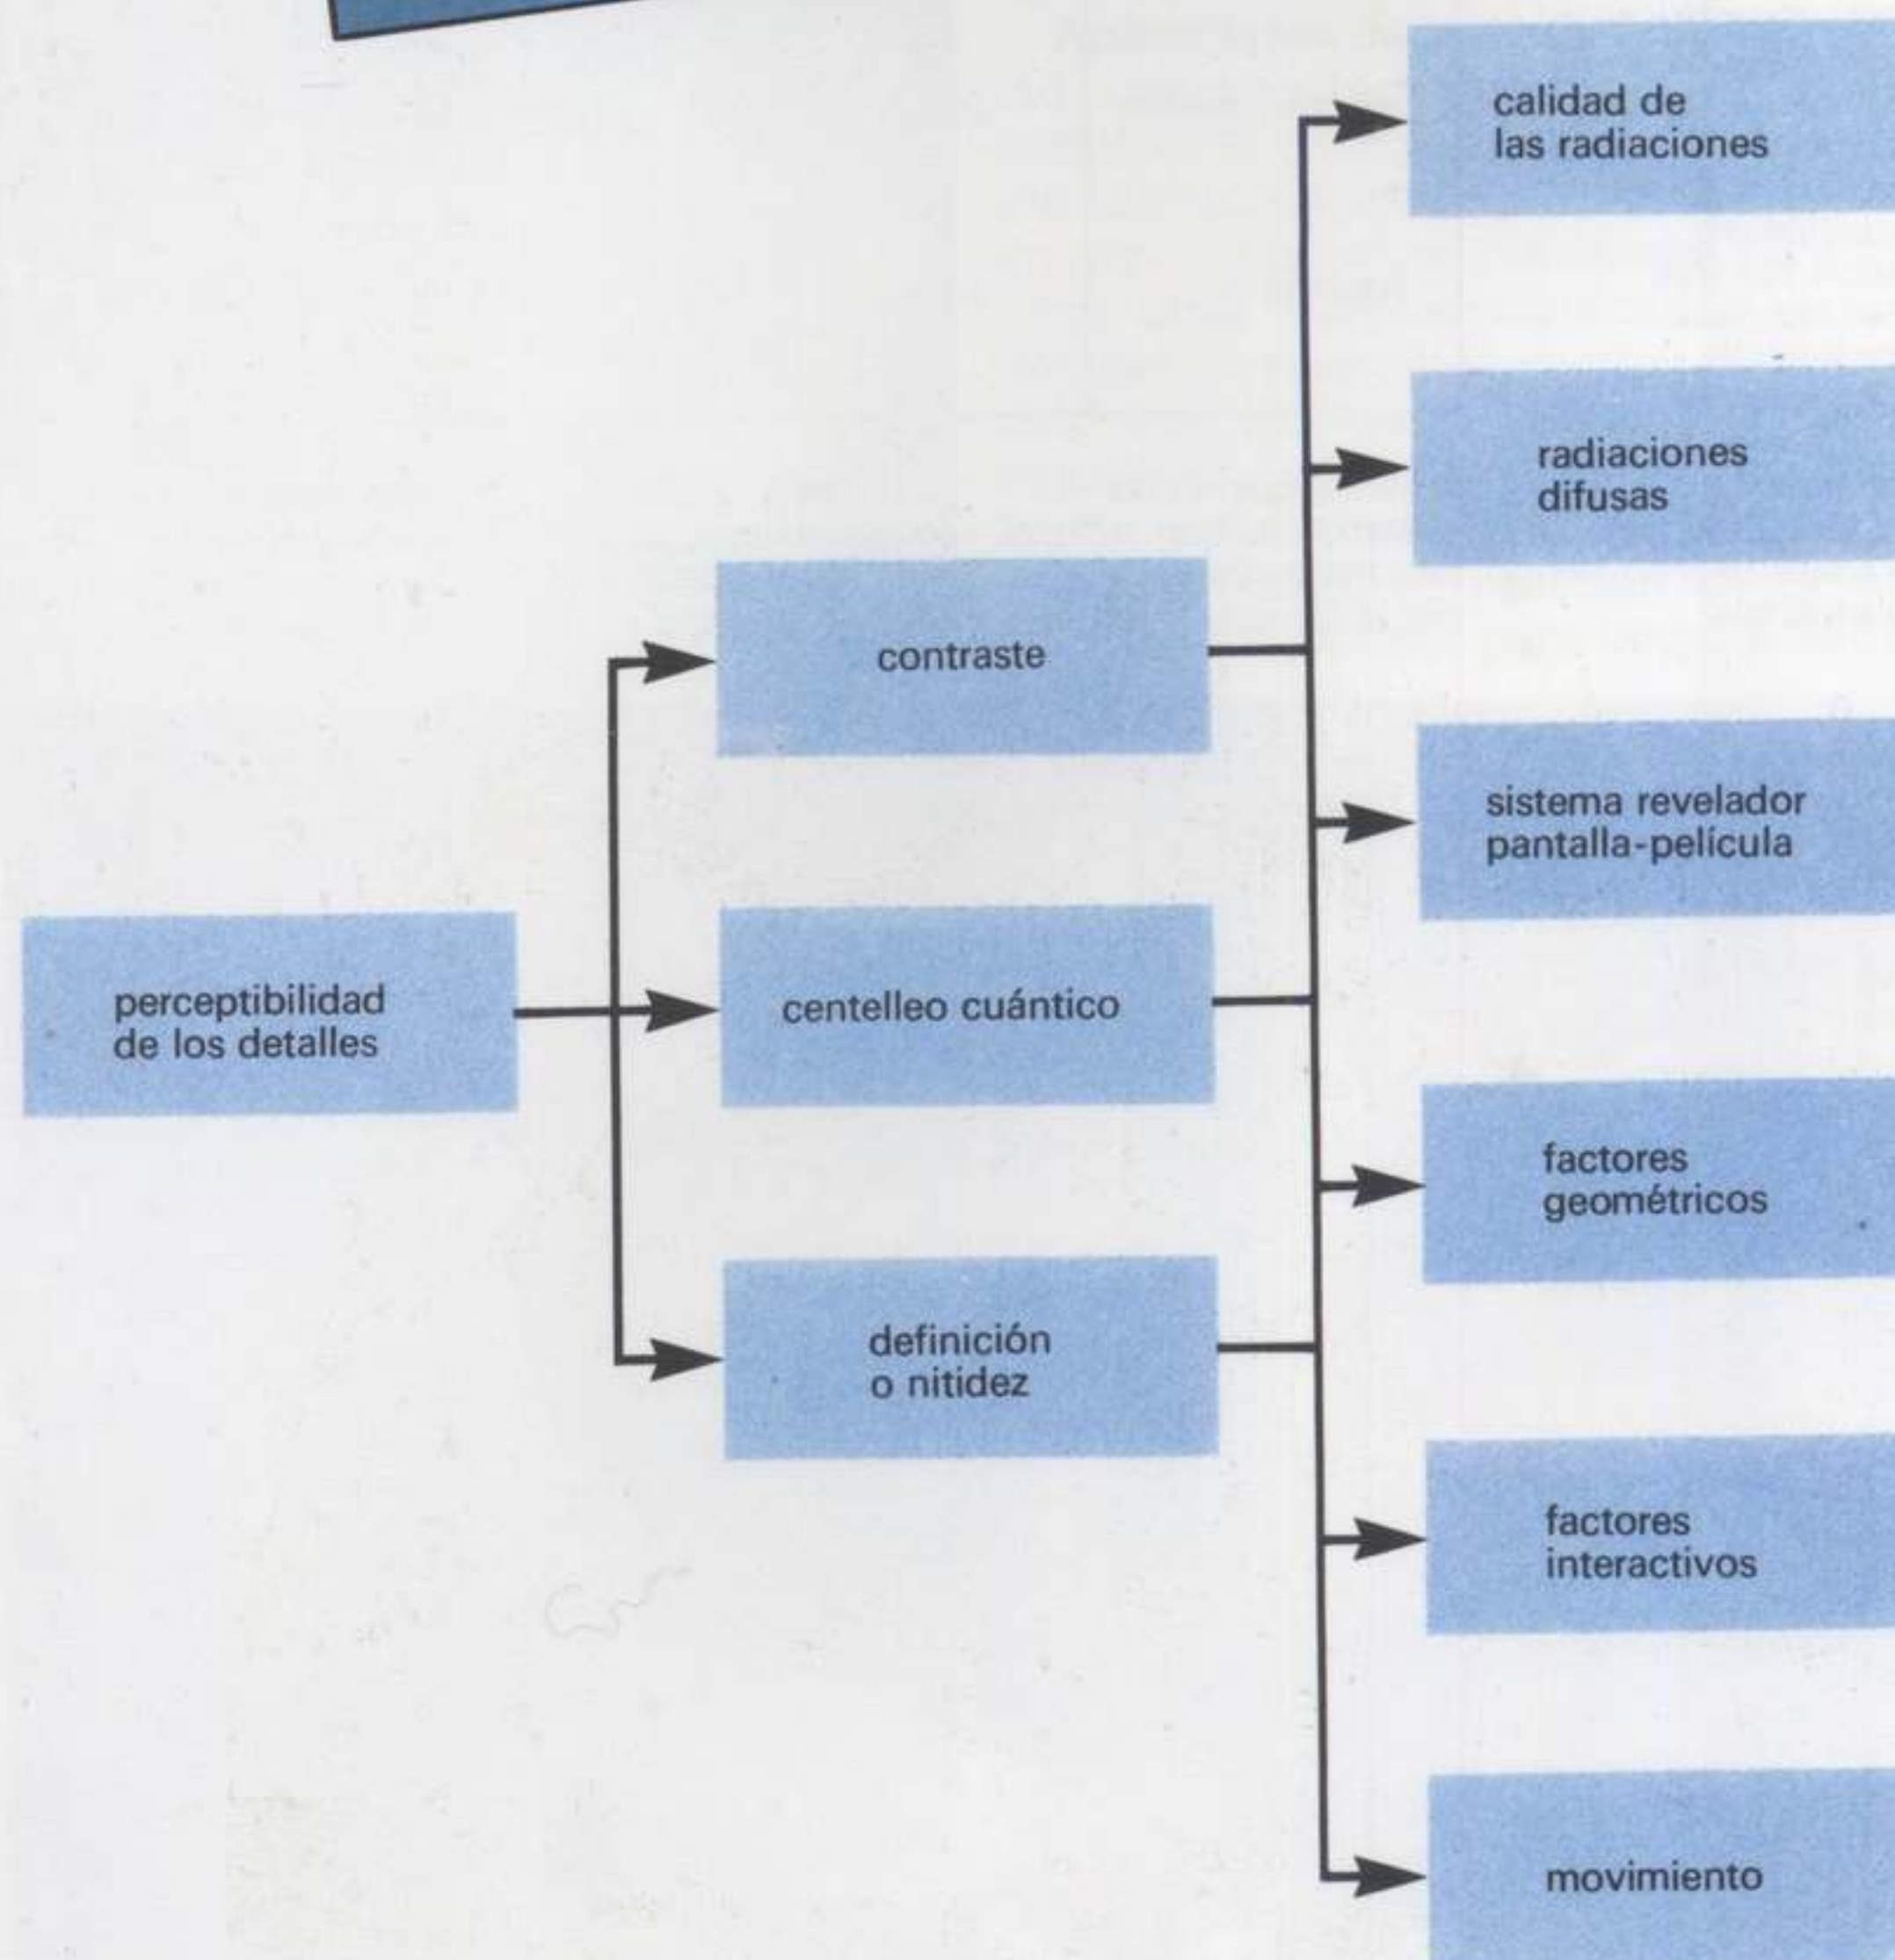 perceptibilidad
de los detalles
contraste
centelleo cuántico
definición
o nitidez
calidad de
las radiaciones
radiaciones
difusas
sistema revelador
pantalla-película
factores
geométricos
factores
interactivos
movimiento